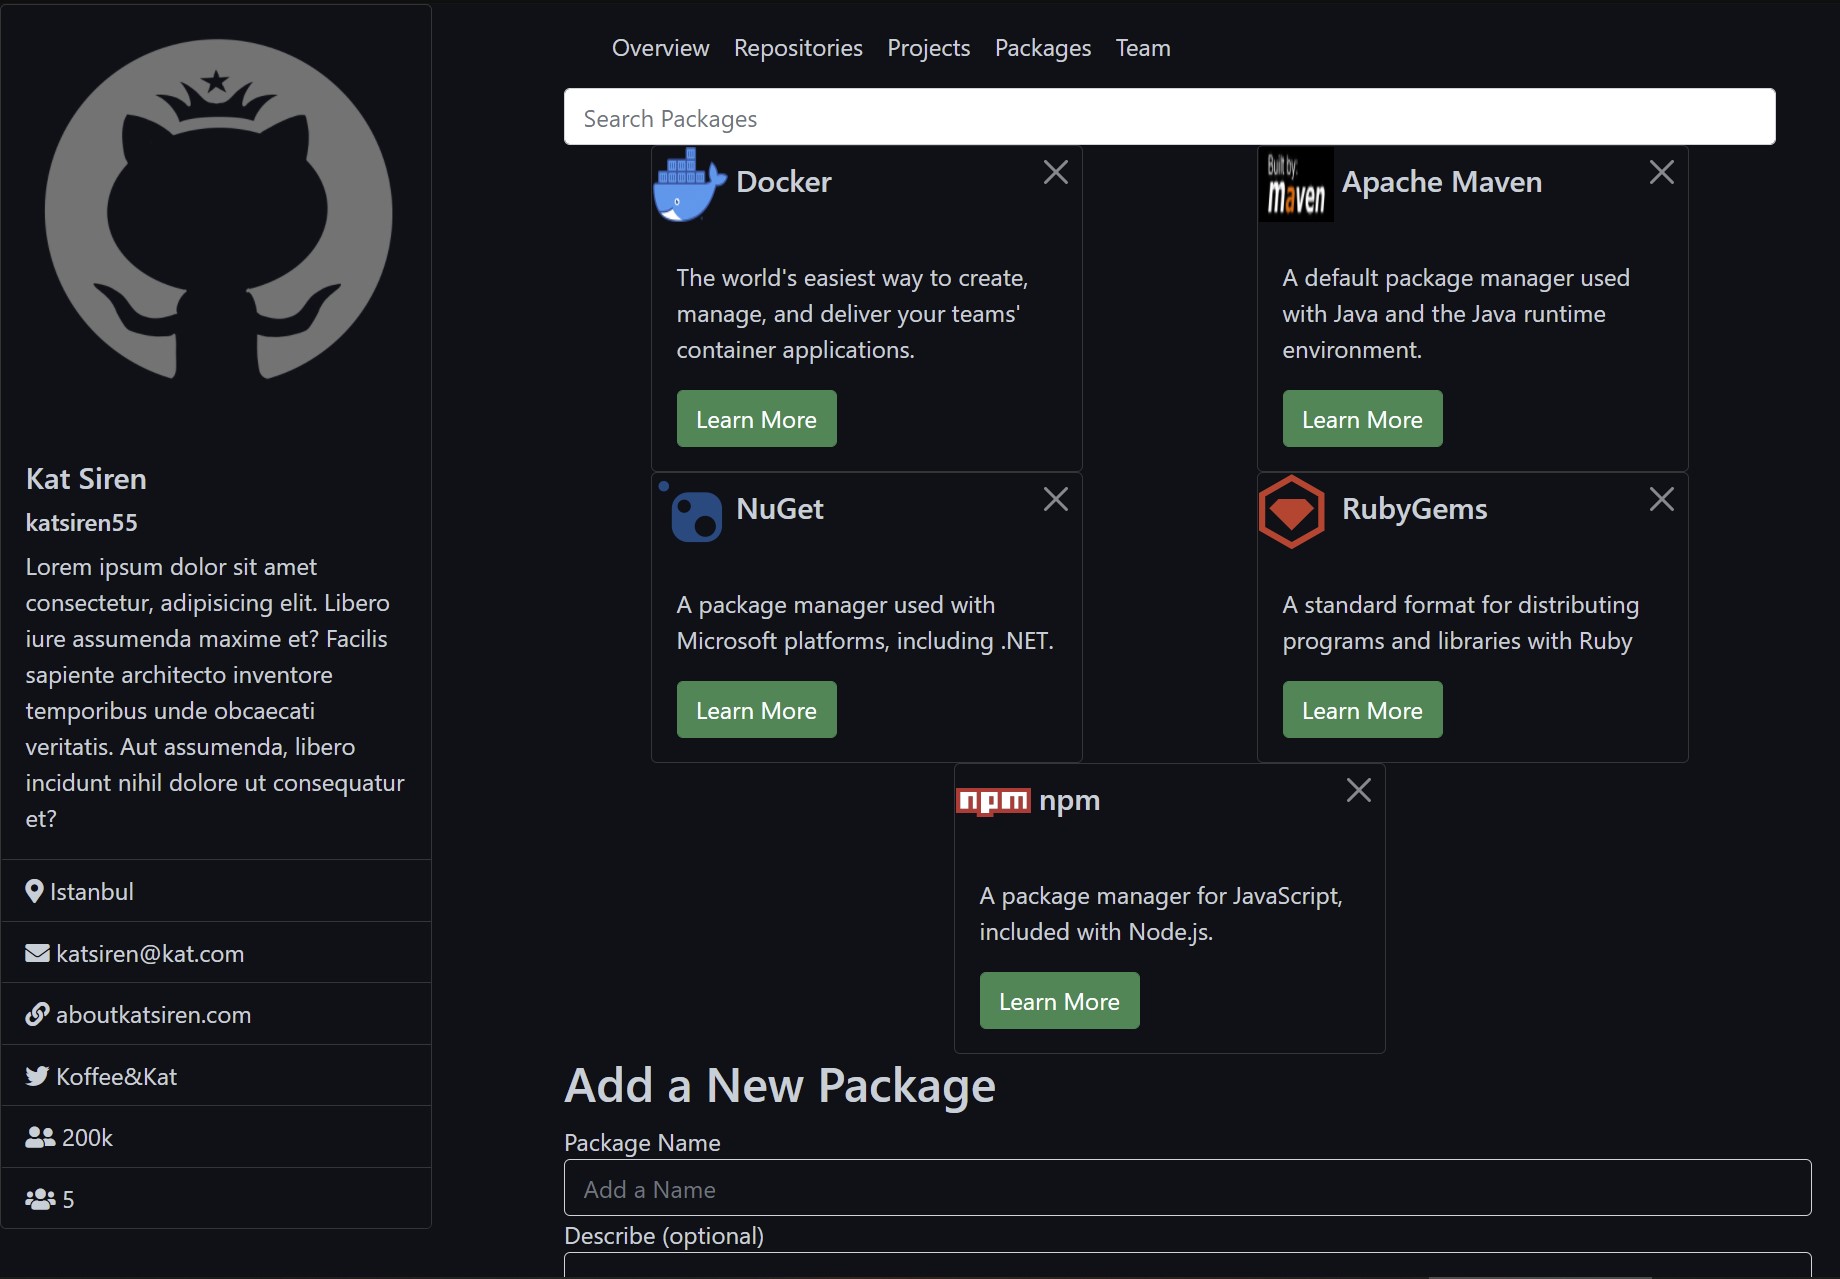 Overview Repositories Projects Packages Team
Search Packages
Kat Siren
katsiren55
Lorem ipsum dolor sit amet
consectetur, adipisicing elit. Libero
iure assumenda maxime et? Facilis
sapiente architecto inventore
temporibus unde obcaecati
veritatis. Aut assumenda, libero
incidunt nihil dolore ut consequatur
et?
Istanbul
katsiren@kat.com
aboutkatsiren.com
Koffee&Kat
200k
5
Docker
The world's easiest way to create,
manage, and deliver your teams'
container applications.
Learn More
Built by:
maven
Apache Maven
A default package manager used
with Java and the Java runtime
environment.
Learn More
NuGet
A package manager used with
Microsoft platforms, including .NET.
Learn More
RubyGems
A standard format for distributing
programs and libraries with Ruby
Learn More
npm npm
A package manager for JavaScript,
included with Node.js.
Learn More
Add a New Package
Package Name
Add a Name
Describe (optional)